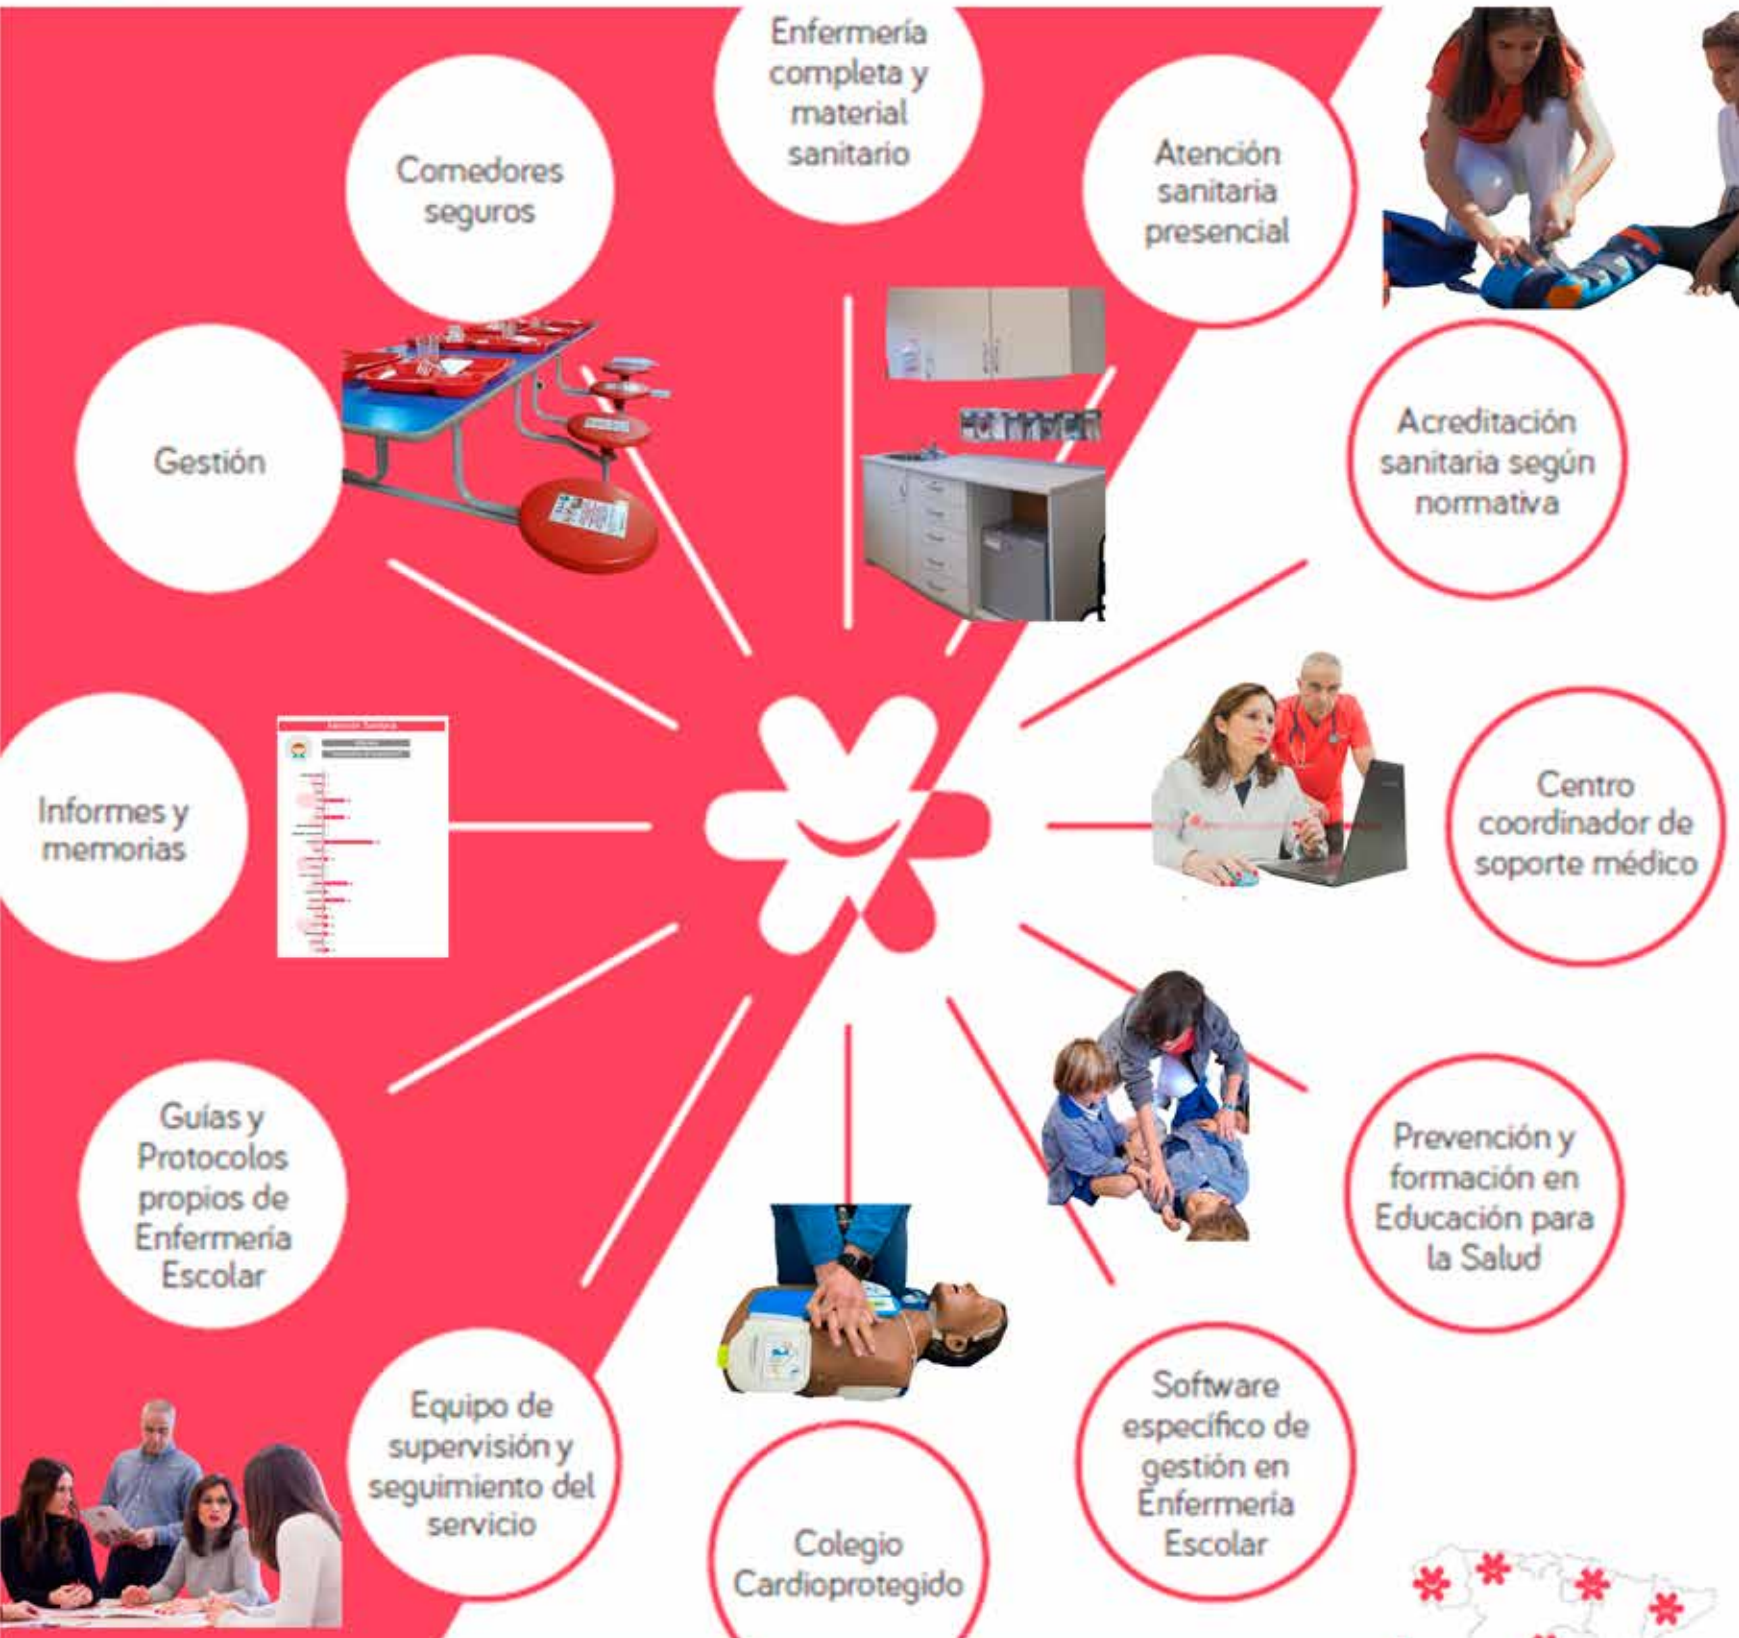 Enfermería
completa y
material
sanitario
Comedores
seguros
Atención
sanitaria
presencial
Gestión
Acreditación
sanitaria según
normativa
Informes y
memorias
Centro
coordinador de
soporte médico
Guías y
Protocolos
propios de
Enfermería
Escolar
Prevención y
formación en
Educación para
la Salud
Equipo de
supervisión y
seguimiento del
servicio
Software
específico de
gestión en
Enfermería
Escolar
Colegio
Cardioprotegido